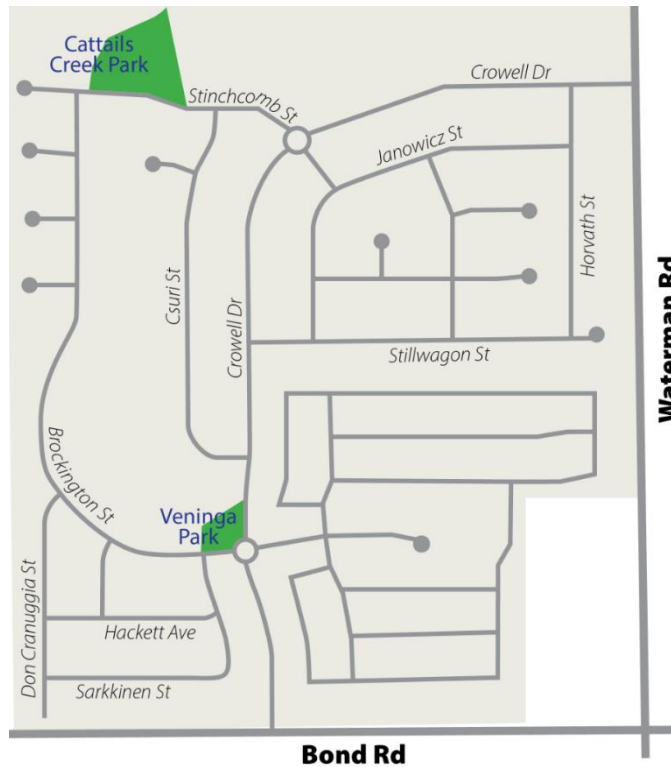 Cattails
Creek Park
Stinchcomb St
Crowell Dr
Janowicz St
Horvath St
Csuri St
Crowell Dr
Stillwagon St
Waterman Rd
Brockington St
Veninga
Park
Don Cranuggia St
Hackett Ave
Sarkkinen St
Bond Rd